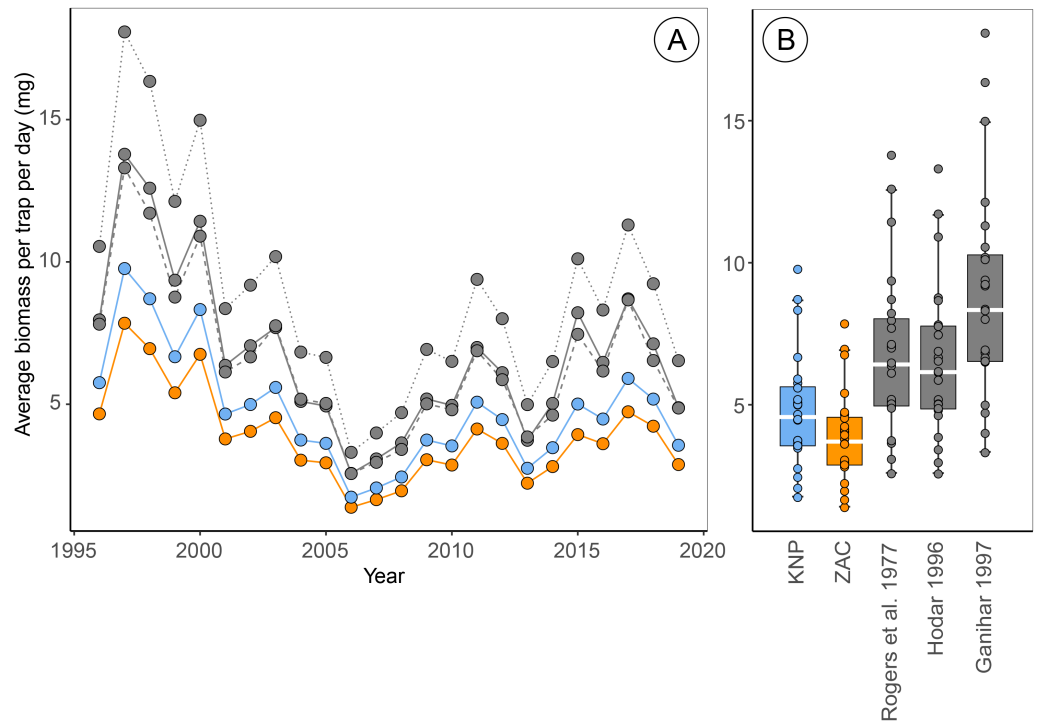 A
B
Average biomass per trap per day (mg)
15
10
5
1995
2000
2005
2010
2015
2020
Year
15
10
5
KNP
ZAC
Rogers et al. 1977
Hodar 1996
Ganihar 1997